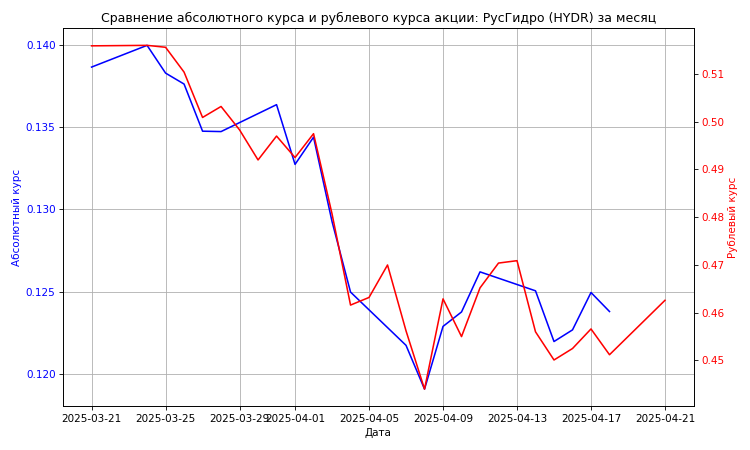 Сравнение абсолютного курса и рублевого курса акции: РусГидро (HYDR) за месяц
0.140
0.135
0.130
0.125
0.120
Абсолютный курс
0.51
0.50
0.49
0.48
0.47
0.46
0.45
Рублевый курс
2025-03-21 2025-03-25 2025-03-29 2025-04-01 2025-04-05 2025-04-09 2025-04-13 2025-04-17 2025-04-21
Дата